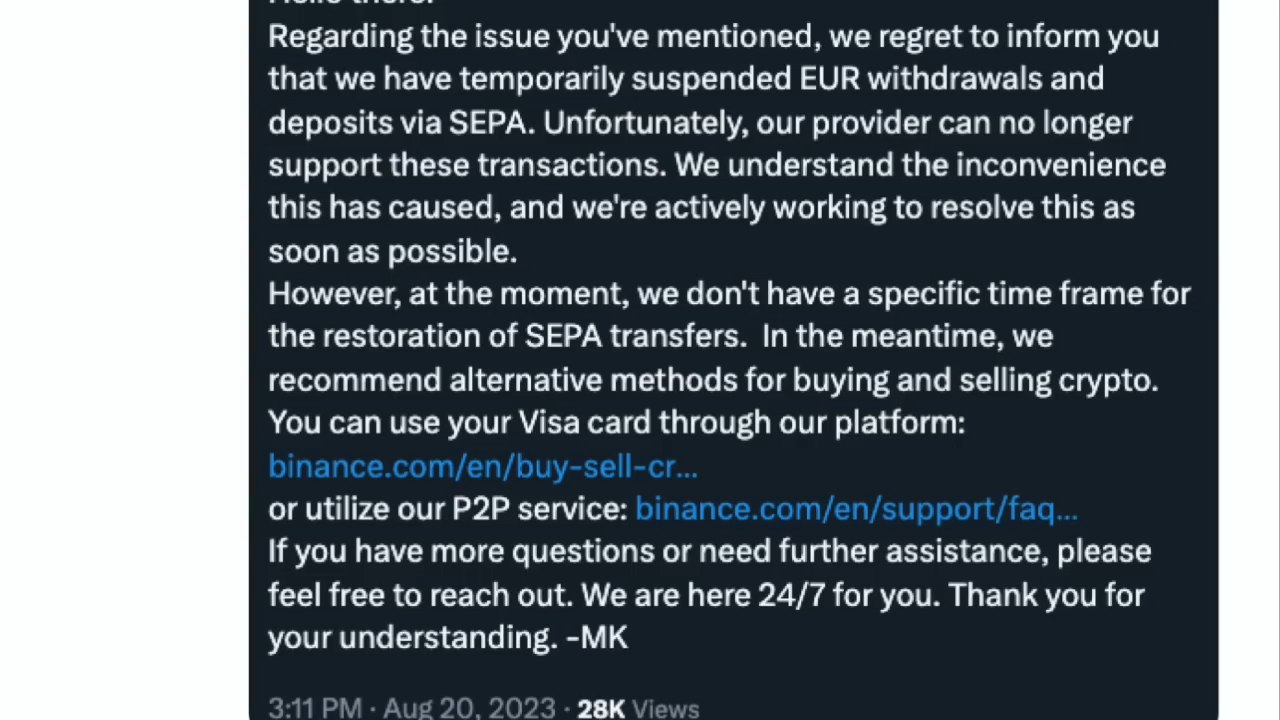 Hello there!
Regarding the issue you've mentioned, we regret to inform you
that we have temporarily suspended EUR withdrawals and
deposits via SEPA. Unfortunately, our provider can no longer
support these transactions. We understand the inconvenience
this has caused, and we're actively working to resolve this as
soon as possible.
However, at the moment, we don't have a specific time frame for
the restoration of SEPA transfers.  In the meantime, we
recommend alternative methods for buying and selling crypto.
You can use your Visa card through our platform:
binance.com/en/buy-sell-cr...
or utilize our P2P service: binance.com/en/support/faq...
If you have more questions or need further assistance, please
feel free to reach out. We are here 24/7 for you. Thank you for
your understanding. -MK
3:11 PM · Aug 20, 2023 · 28K Views